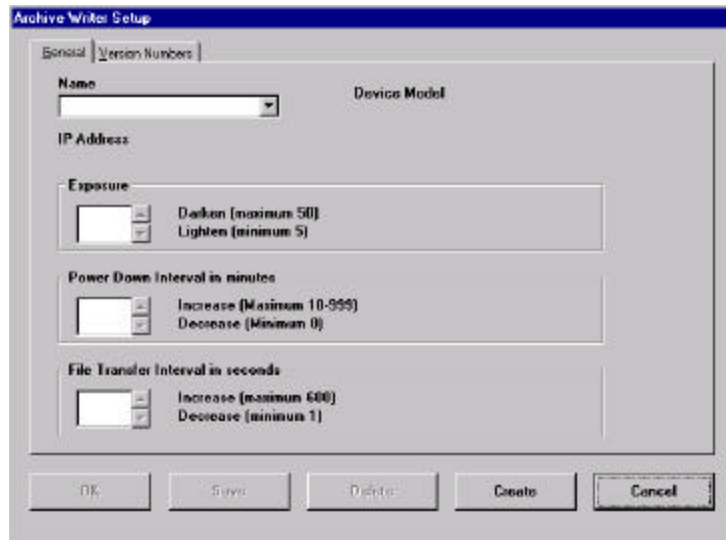 Archive Writer Setup
General Version Numbers
Name
Device Model
IP Address
Exposure
Darken (maximum 50)
Lighten (minimum 5)
Power Down Interval in minutes
Increase (Maximum 10-999)
Decrease (Minimum 0)
File Transfer Interval in seconds
Increase (maximum 600)
Decrease (minimum 1)
OK Save Delete Create Cancel